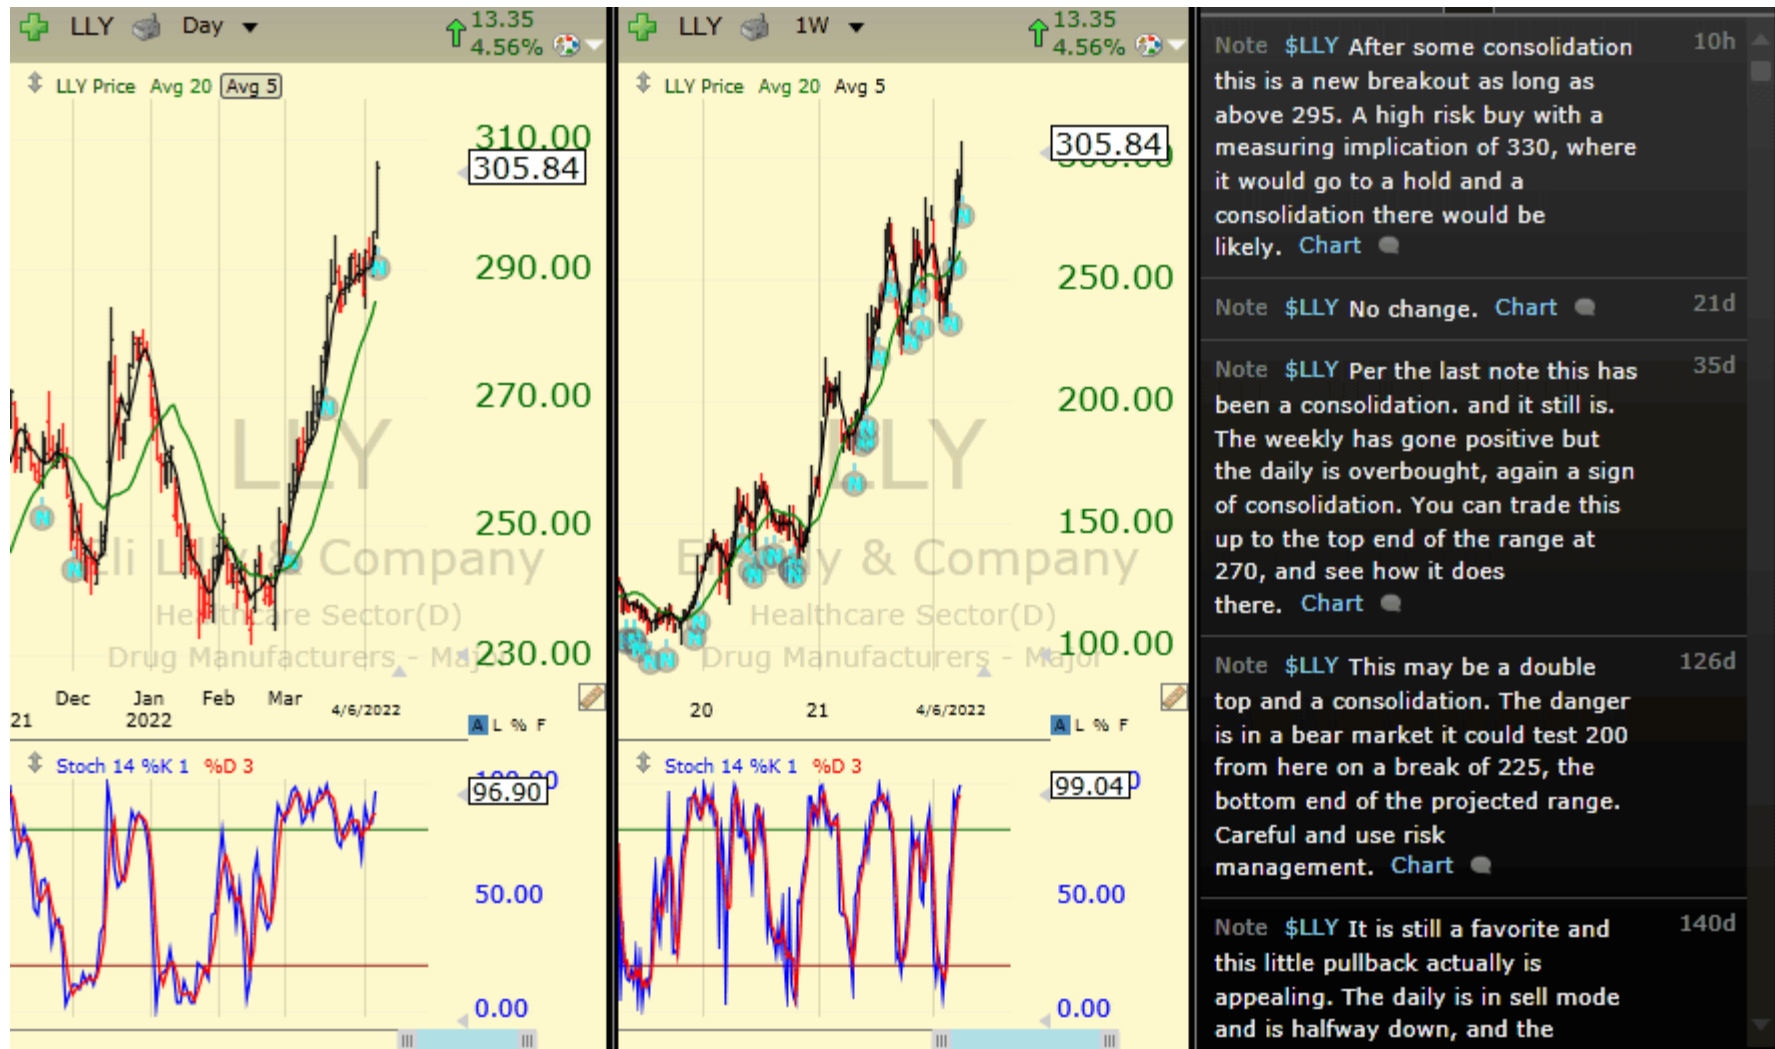 LLY Day 13.35
4.56%
LLY Price Avg 20 Avg 5
310.00
305.84
290.00
270.00
LLY
250.00
Eli Lilly & Company
Healthcare Sector(D)
Drug Manufacturers - Major
230.00
Dec Jan Feb Mar 4/6/2022
21 2022
A L % F
Stoch 14 %K 1 %D 3
100.00
96.90
50.00
0.00
LLY 1W 13.35
4.56%
LLY Price Avg 20 Avg 5
305.84
300.00
250.00
200.00
LLY
150.00
Eli Lilly & Company
Healthcare Sector(D)
100.00
Drug Manufacturers - Major
20 21 4/6/2022
A L % F
Stoch 14 %K 1 %D 3
99.04
50.00
0.00
Note $LLY After some consolidation 10h
this is a new breakout as long as
above 295. A high risk buy with a
measuring implication of 330, where
it would go to a hold and a
consolidation there would be
likely. Chart
Note $LLY No change. Chart 21d
Note $LLY Per the last note this has 35d
been a consolidation. and it still is.
The weekly has gone positive but
the daily is overbought, again a sign
of consolidation. You can trade this
up to the top end of the range at
270, and see how it does
there. Chart
Note $LLY This may be a double 126d
top and a consolidation. The danger
is in a bear market it could test 200
from here on a break of 225, the
bottom end of the projected range.
Careful and use risk
management. Chart
Note $LLY It is still a favorite and 140d
this little pullback actually is
appealing. The daily is in sell mode
and is halfway down, and the